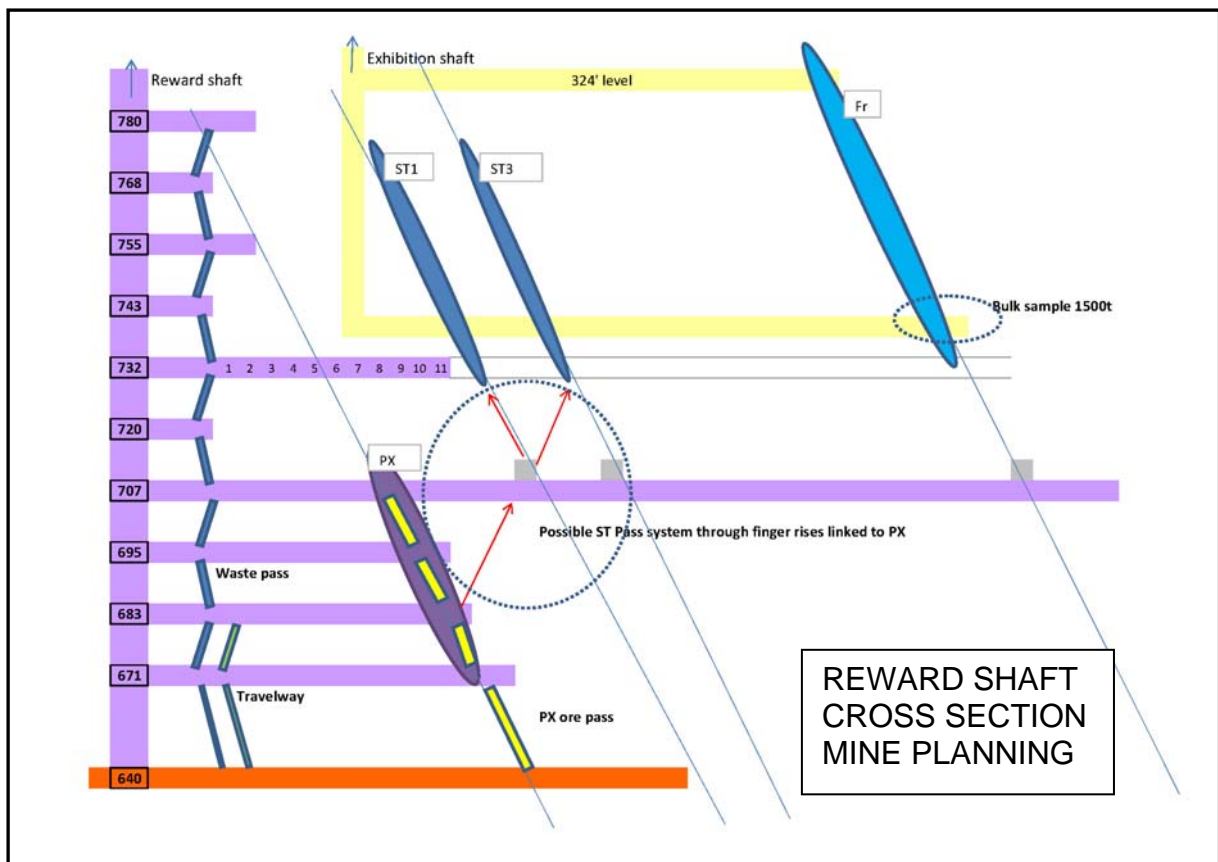 Exhibition shaft
Reward shaft
324' level
Fr
780
ST1
ST3
768
755
743
Bulk sample 1500t
732
1 2 3 4 5 6 7 8 9 10 11
720
PX
707
Possible ST Pass system through finger rises linked to PX
695
Waste pass
683
671
Travelway
PX ore pass
640
REWARD SHAFT
CROSS SECTION
MINE PLANNING